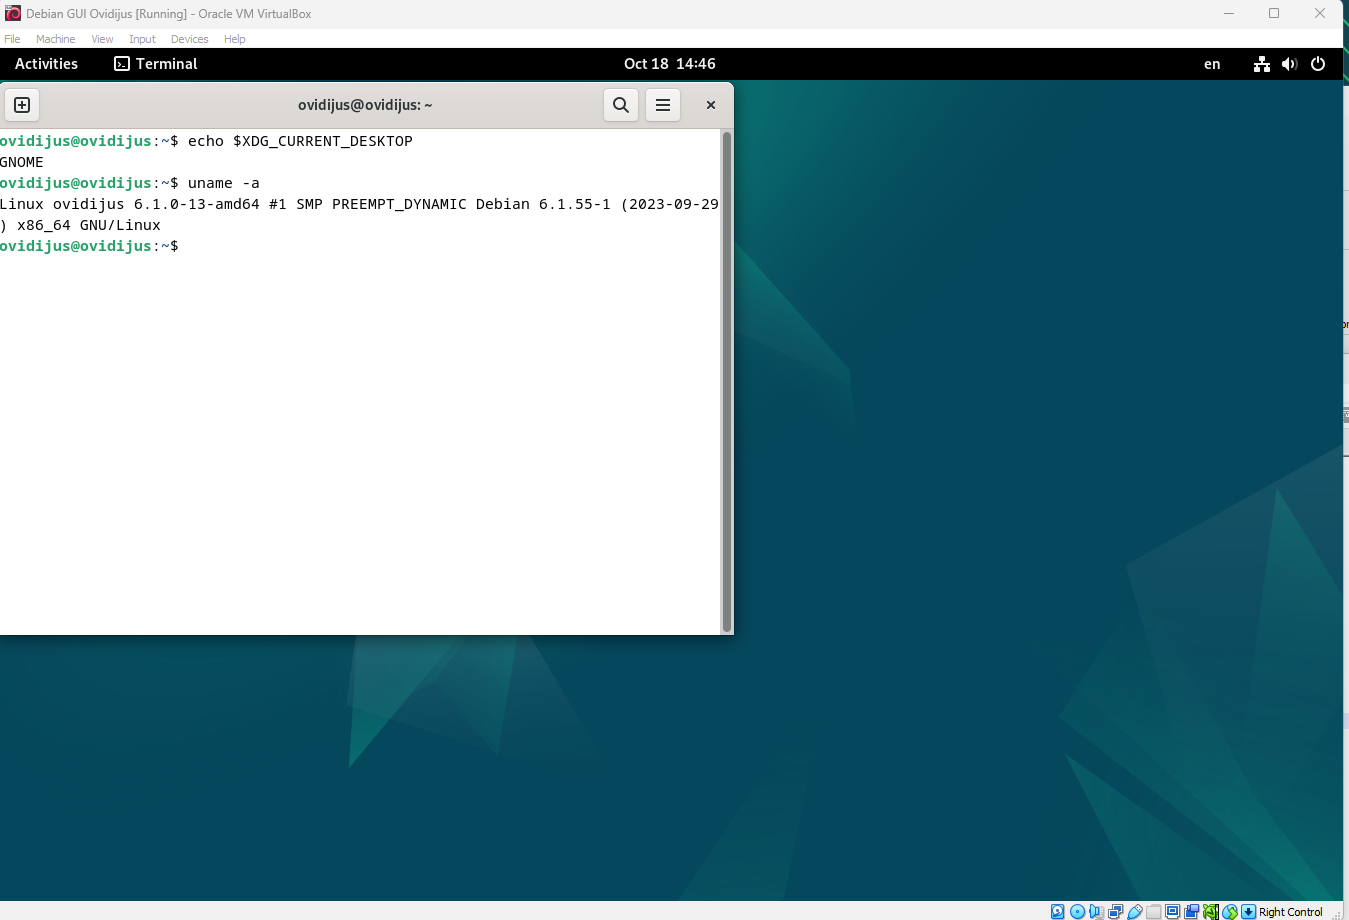 Debian GUI Ovidijus [Running] - Oracle VM VirtualBox
File Machine View Input Devices Help
Activities Terminal Oct 18 14:46 en
ovidijus@ovidijus: ~
ovidijus@ovidijus:~$ echo $XDG_CURRENT_DESKTOP
GNOME
ovidijus@ovidijus:~$ uname -a
Linux ovidijus 6.1.0-13-amd64 #1 SMP PREEMPT_DYNAMIC Debian 6.1.55-1 (2023-09-29
) x86_64 GNU/Linux
ovidijus@ovidijus:~$
Right Control